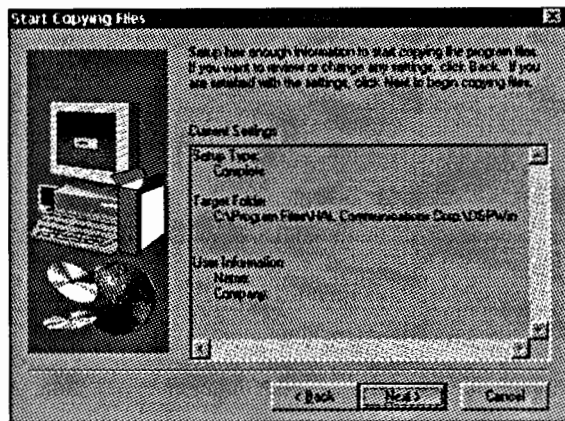 Start Copying Files
Setup has enough information to start copying the program files.
If you want to review or change any settings, click Back. If you
are satisfied with the settings, click Next to begin copying files.
Current Settings:
Setup Type:
Complete
Target Folder
C:\Program Files\HAL Communications Corp.\DSPWin
User Information
Name:
Company:
< Back
Next >
Cancel